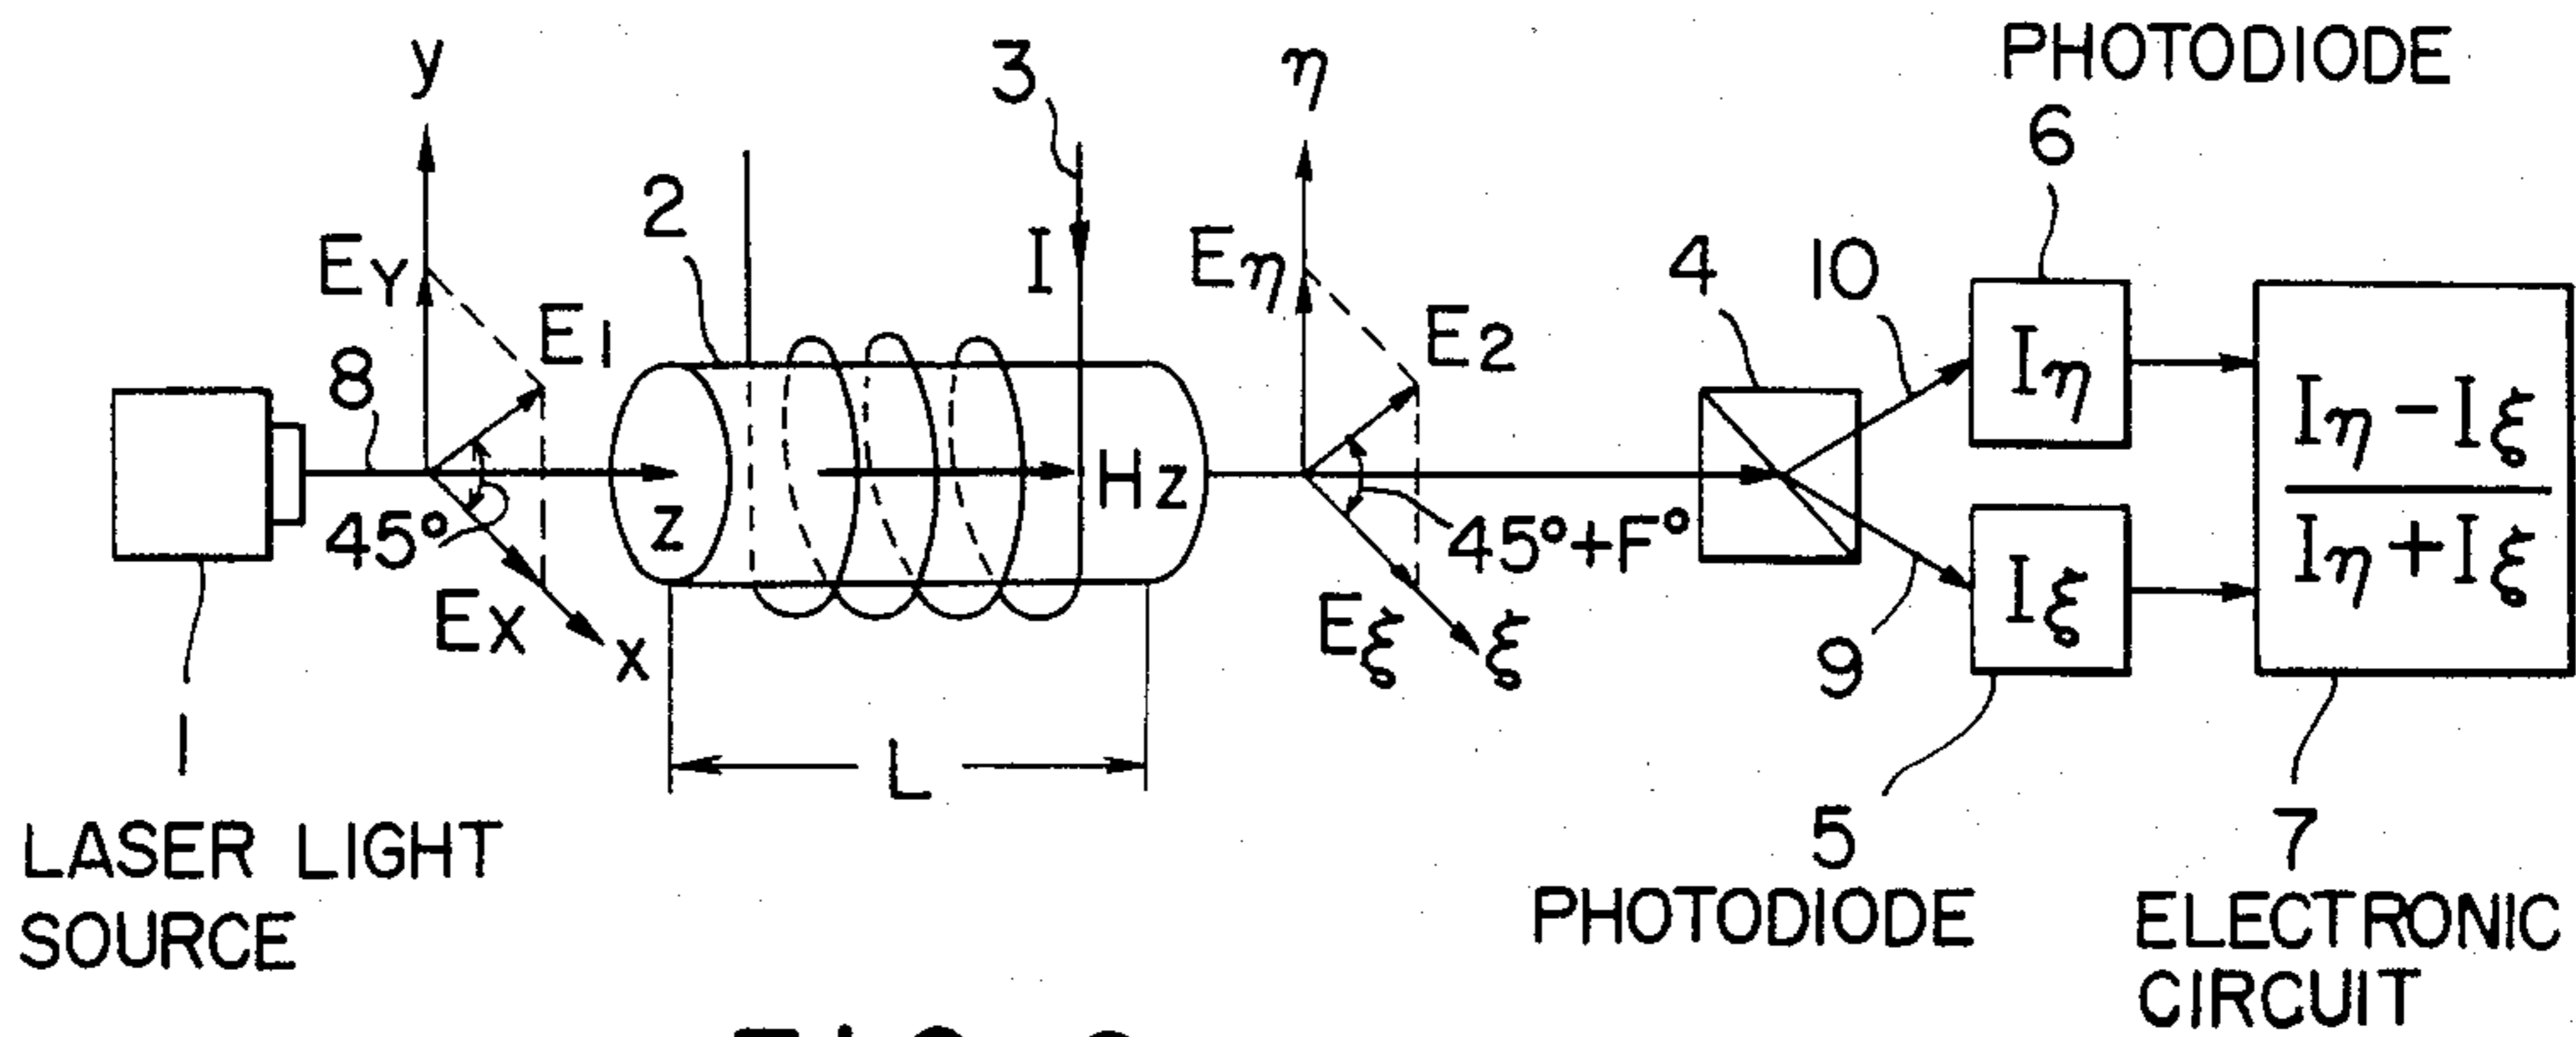 y
3
η
PHOTODIODE
6
2
EY
E1
I
Eη
E2
4
10
Iη
8
45°
Z
Hz
45°+F°
Iη - Iξ
Iη + Iξ
EX
x
Eξ
ξ
9
Iξ
L
1
LASER LIGHT
SOURCE
5
PHOTODIODE
7
ELECTRONIC
CIRCUIT